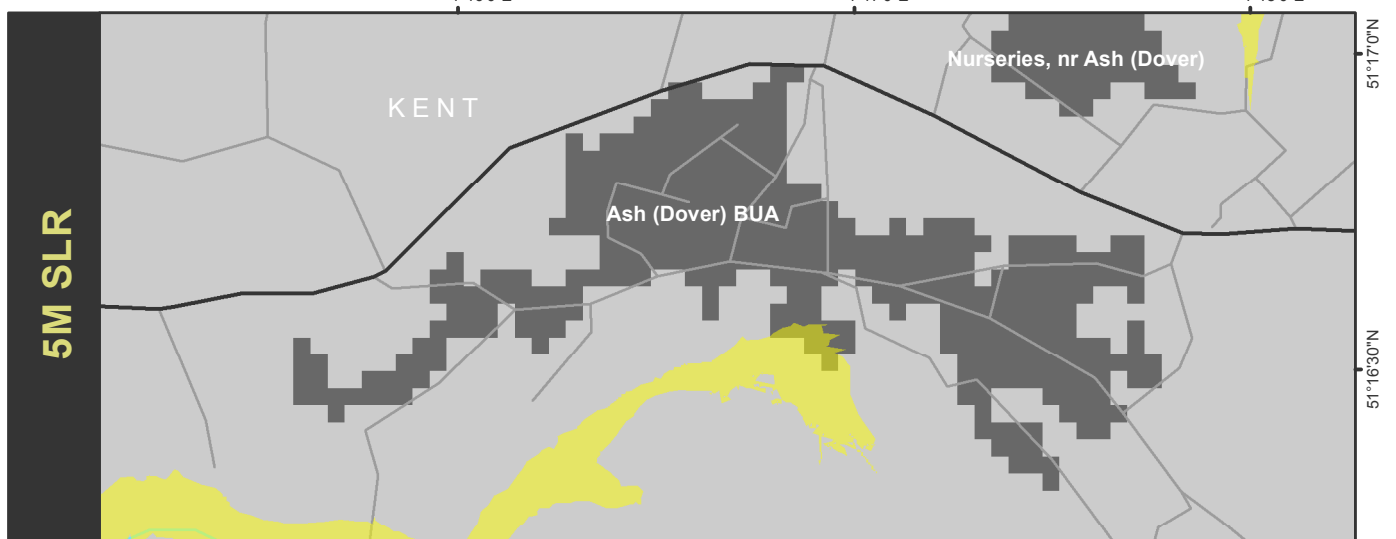 5M SLR
KENT
Nurseries, nr Ash (Dover)
Ash (Dover) BUA
51°17'0"N
51°16'30"N